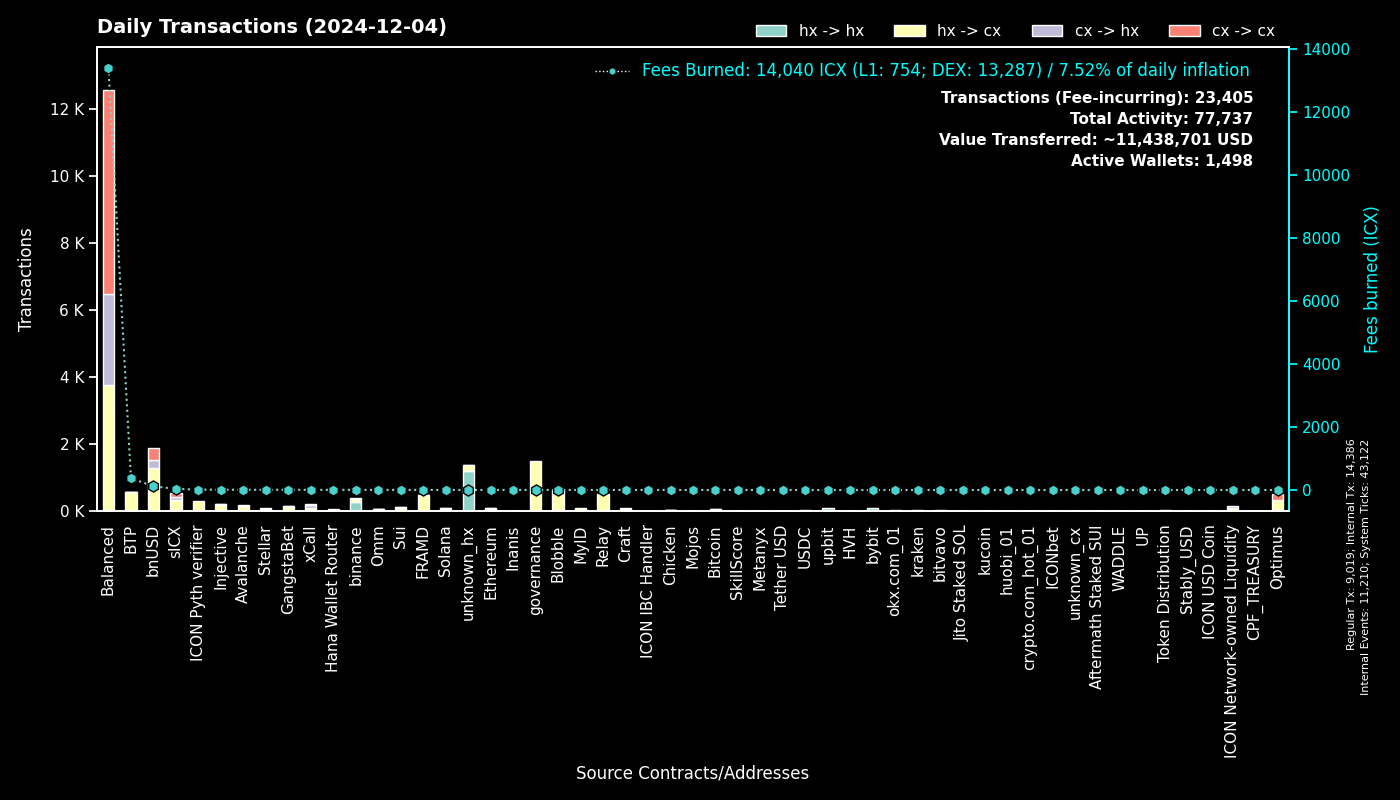 Daily Transactions (2024-12-04)
hx -> hx
hx -> cx
cx -> hx
cx -> cx
Fees Burned: 14,040 ICX (L1: 754; DEX: 13,287) / 7.52% of daily inflation
Transactions (Fee-incurring): 23,405
Total Activity: 77,737
Value Transferred: ~11,438,701 USD
Active Wallets: 1,498
Transactions
12 K
10 K
8 K
6 K
4 K
2 K
0 K
14000
12000
10000
8000
6000
4000
2000
0
Fees burned (ICX)
Regular Tx: 9,019; Internal Tx: 14,386
Internal Events: 11,210; System Ticks: 43,122
Balanced
BTP
bnUSD
sICX
ICON Pyth verifier
Injective
Avalanche
Stellar
GangstaBet
xCall
Hana Wallet Router
binance
Omm
Sui
FRAMD
Solana
unknown_hx
Ethereum
Inanis
governance
Blobble
MyID
Relay
Craft
ICON IBC Handler
Chicken
Mojos
Bitcoin
SkillScore
Metanyx
Tether USD
USDC
upbit
HVH
bybit
okx.com_01
kraken
bitvavo
Jito Staked SOL
kucoin
huobi_01
crypto.com_hot_01
ICONbet
unknown_cx
Aftermath Staked SUI
WADDLE
UP
Token Distribution
Stably_USD
ICON USD Coin
ICON Network-owned Liquidity
CPF_TREASURY
Optimus
Source Contracts/Addresses